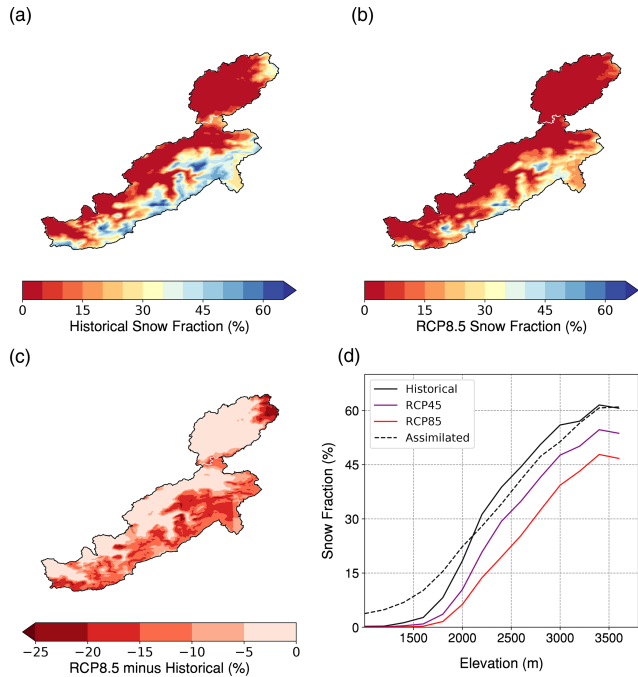 (a)
(b)
0 15 30 45 60
Historical Snow Fraction (%)
0 15 30 45 60
RCP8.5 Snow Fraction (%)
(c)
−25 −20 −15 −10 −5 0
RCP8.5 minus Historical (%)
(d)
Historical
RCP45
RCP85
Assimilated
60
45
30
15
0
Snow Fraction (%)
1500 2000 2500 3000 3500
Elevation (m)